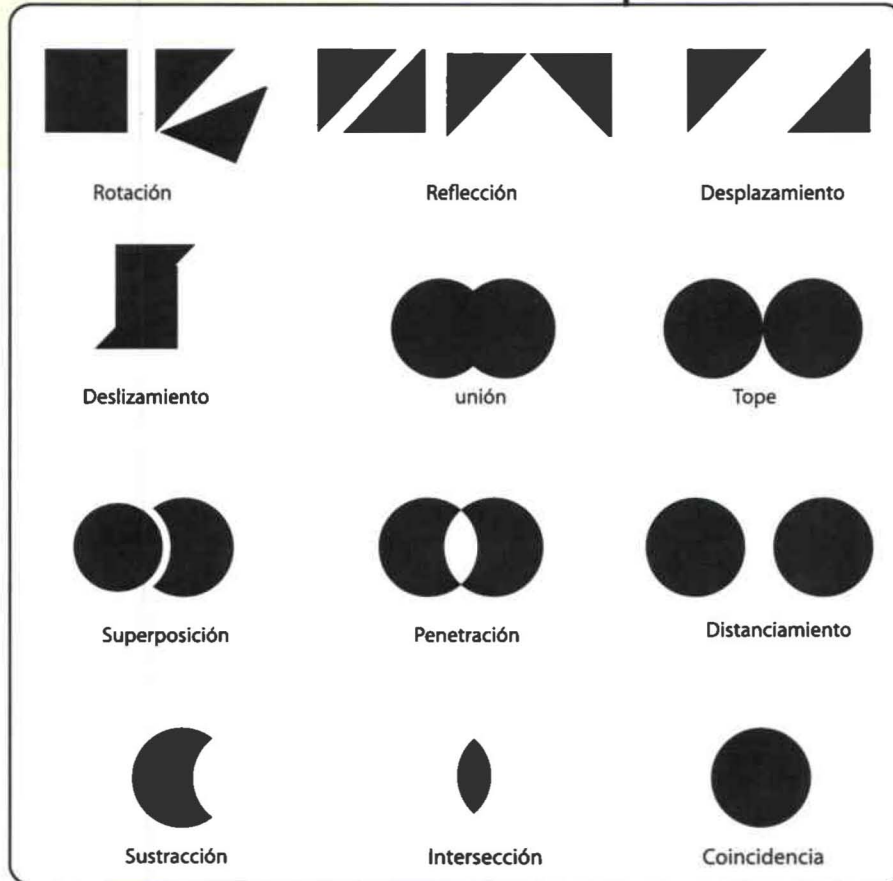 Rotación
Reflección
Desplazamiento
Deslizamiento
unión
Tope
Superposición
Penetración
Distanciamiento
Sustracción
Intersección
Coincidencia